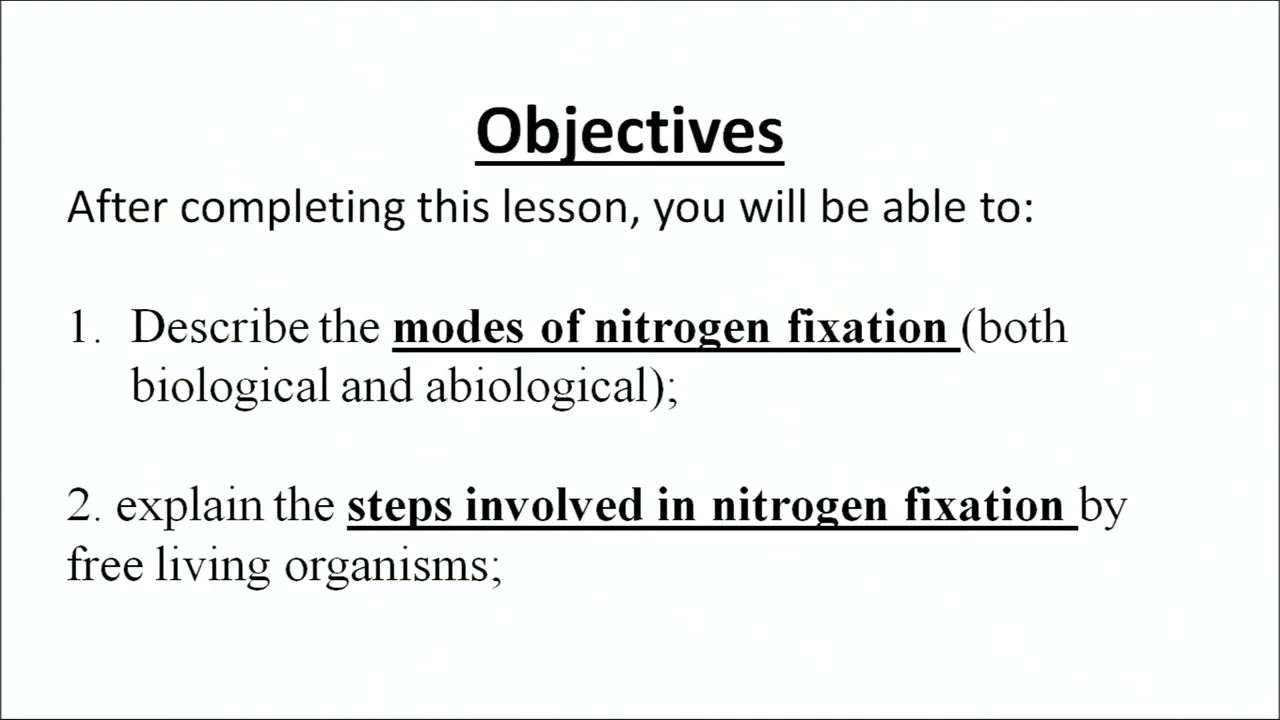 Objectives
After completing this lesson, you will be able to:
1. Describe the modes of nitrogen fixation (both
biological and abiological);
2. explain the steps involved in nitrogen fixation by
free living organisms;